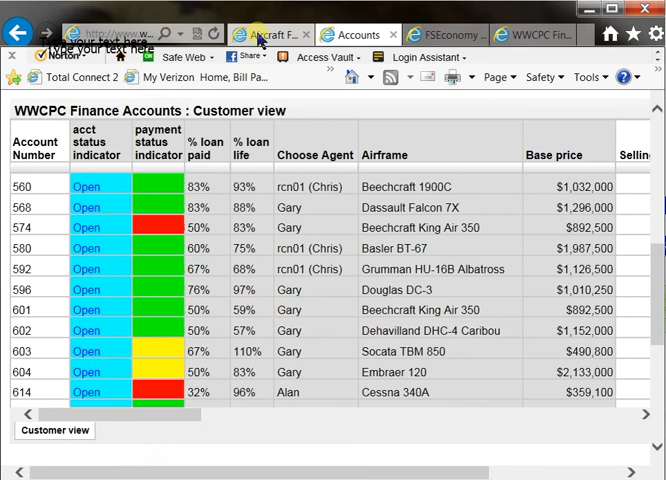 http://www.w...
Aircraft F...
Accounts
FSEconomy ...
WWCPC Fin...
Type your text here
Type your text here
Norton
OK
Safe Web
Share
Access Vault
Login Assistant
Total Connect 2
My Verizon Home, Bill Pa...
Page
Safety
Tools
WWCPC Finance Accounts : Customer view
Account Number acct status indicator payment status indicator % loan paid % loan life Choose Agent Airframe Base price Selling
560 Open 83% 93% rcn01 (Chris) Beechcraft 1900C $1,032,000
568 Open 83% 88% Gary Dassault Falcon 7X $1,296,000
574 Open 50% 83% Gary Beechcraft King Air 350 $892,500
580 Open 60% 75% rcn01 (Chris) Basler BT-67 $1,987,500
592 Open 67% 68% rcn01 (Chris) Grumman HU-16B Albatross $1,126,500
596 Open 76% 97% Gary Douglas DC-3 $1,010,250
601 Open 50% 59% Gary Beechcraft King Air 350 $892,500
602 Open 50% 57% Gary Dehavilland DHC-4 Caribou $1,152,000
603 Open 67% 110% Gary Socata TBM 850 $490,800
604 Open 50% 83% Gary Embraer 120 $2,133,000
614 Open 32% 96% Alan Cessna 340A $359,100
Customer view